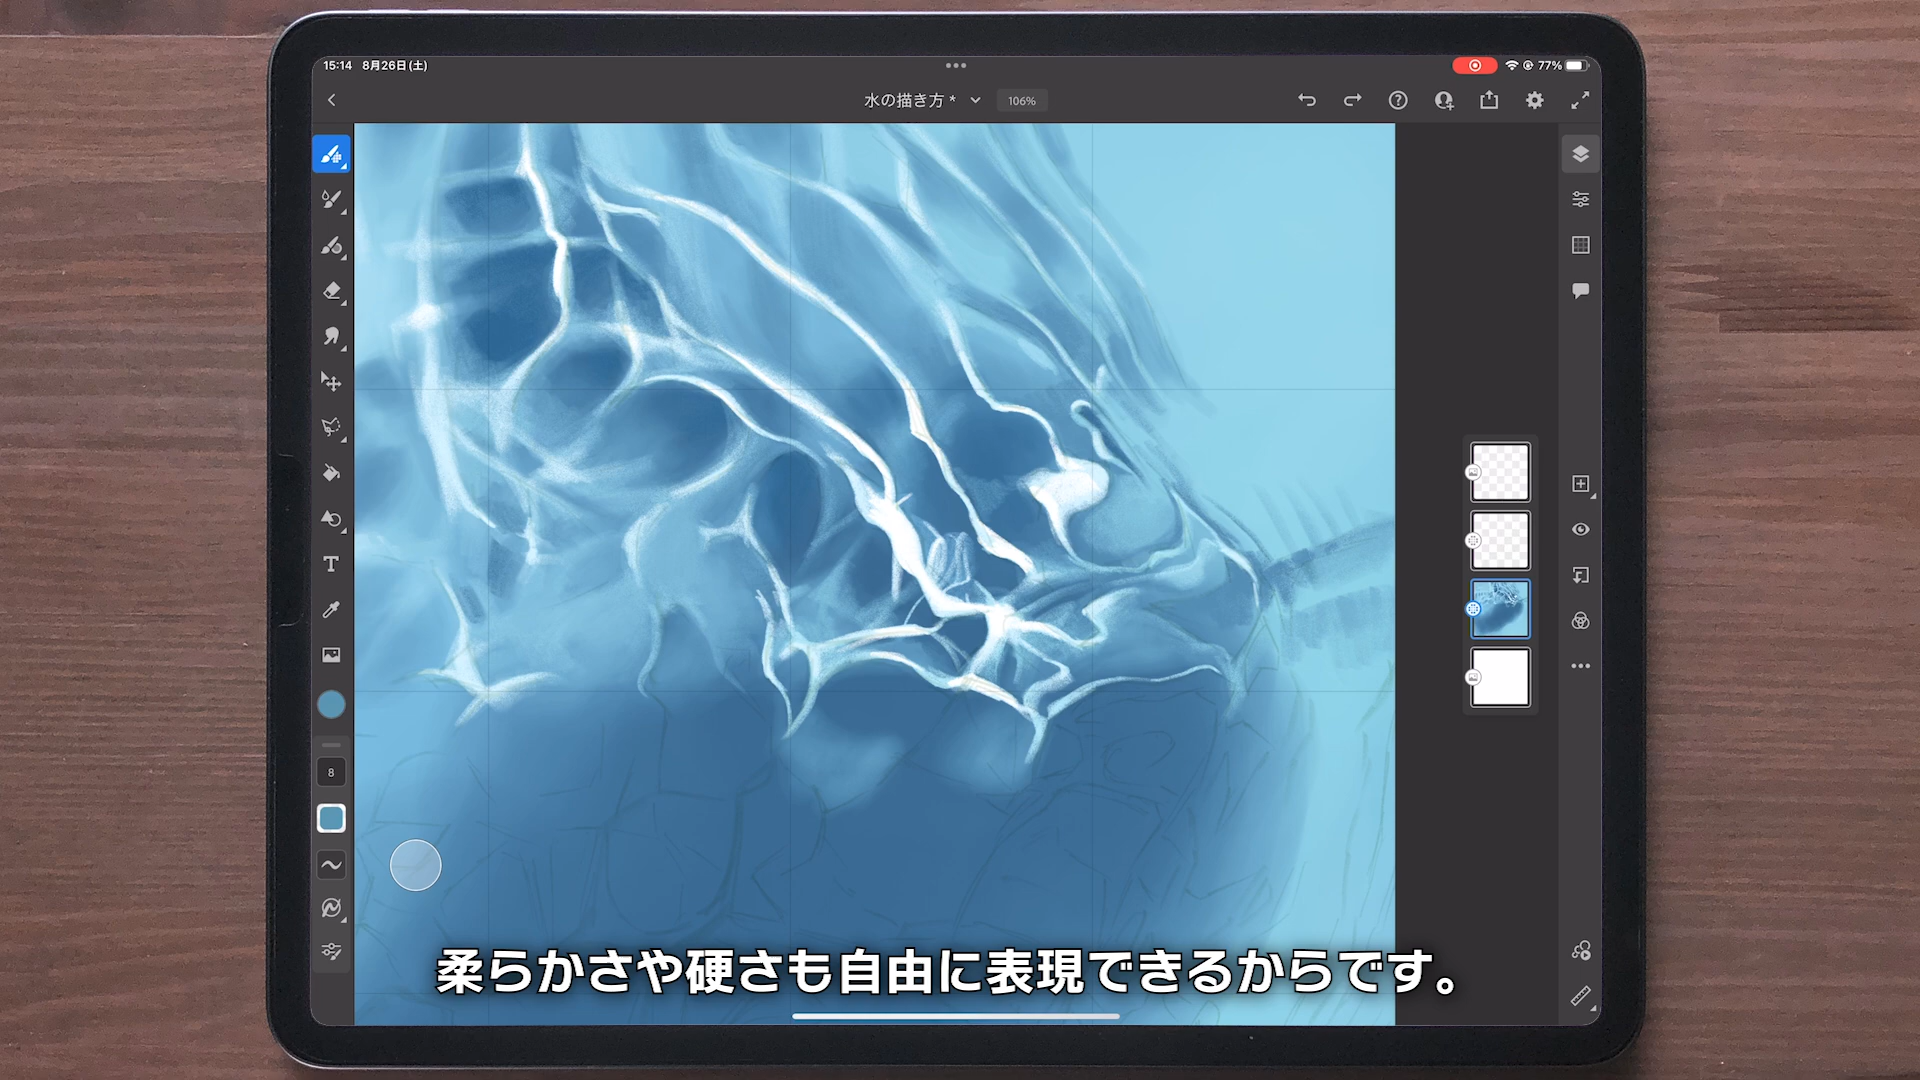 15:14 8月26日(土)
77%
水の描き方 *
106%
T
8
柔らかさや硬さも自由に表現できるからです。